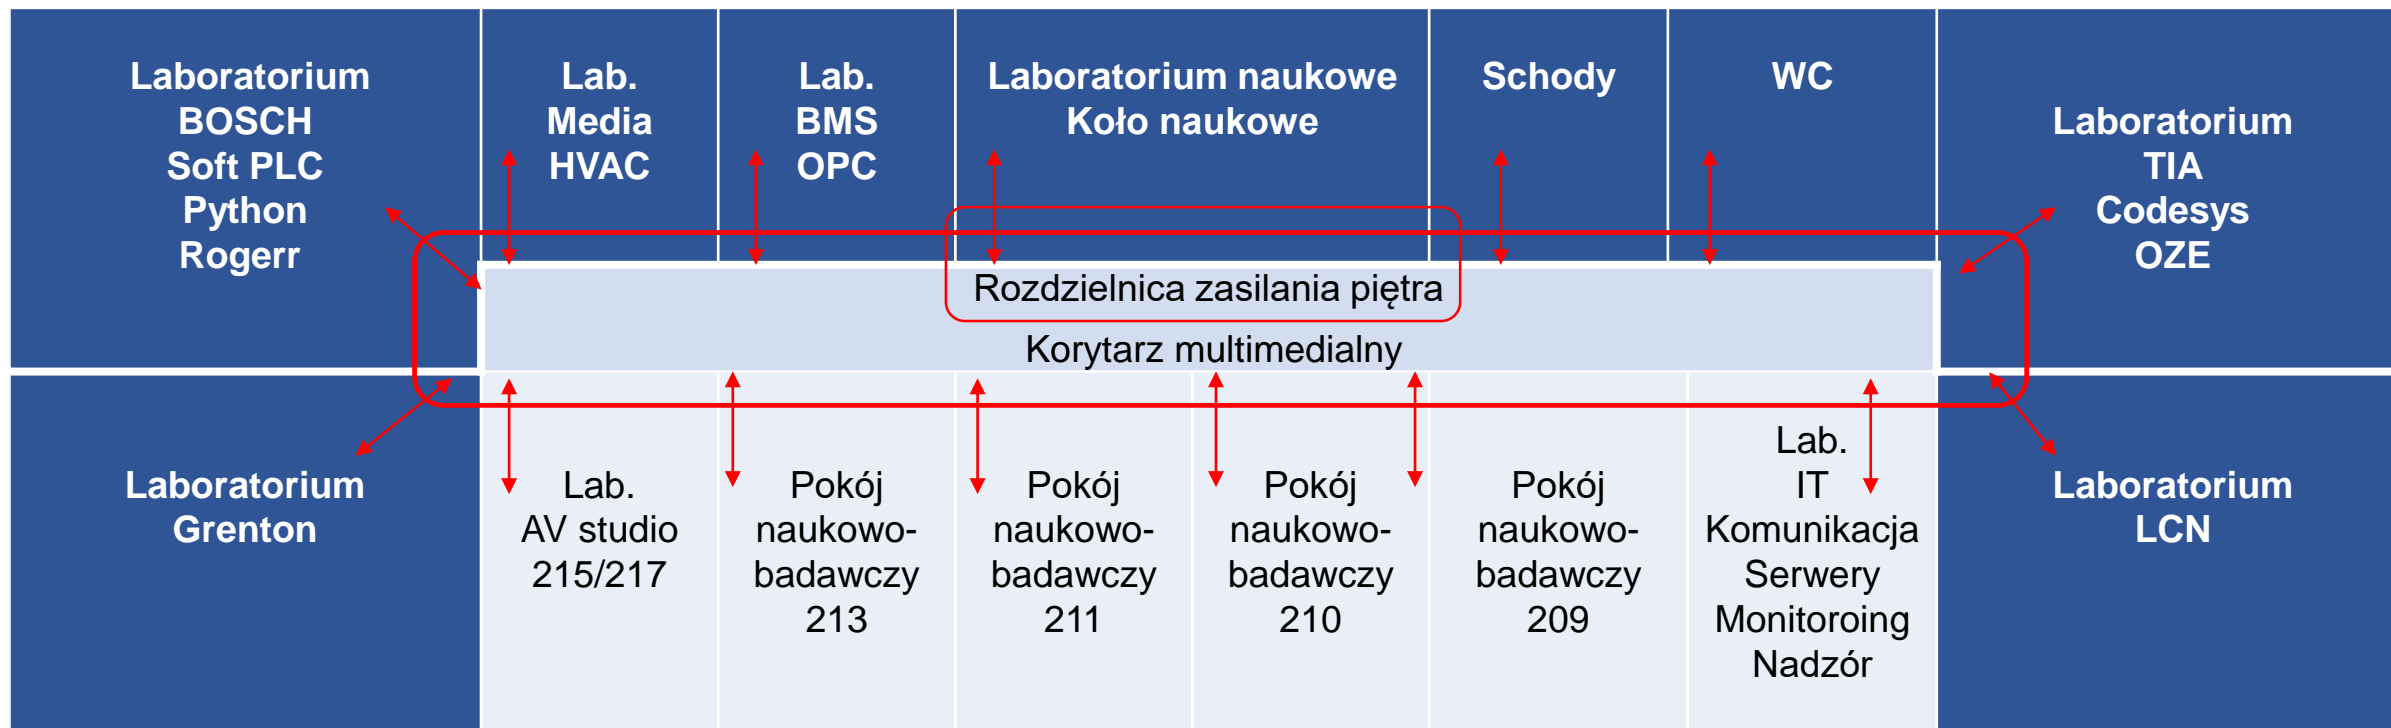 Laboratorium
BOSCH
Soft PLC
Python
Rogerr
Lab.
Media
HVAC
Lab.
BMS
OPC
Laboratorium naukowe
Koło naukowe
Schody
WC
Laboratorium
TIA
Codesys
OZE
Rozdzielnica zasilania piętra
Korytarz multimedialny
Laboratorium
Grenton
Lab.
AV studio
215/217
Pokój
naukowo-
badawczy
213
Pokój
naukowo-
badawczy
211
Pokój
naukowo-
badawczy
210
Pokój
naukowo-
badawczy
209
Lab.
IT
Komunikacja
Serwery
Monitoroing
Nadzór
Laboratorium
LCN